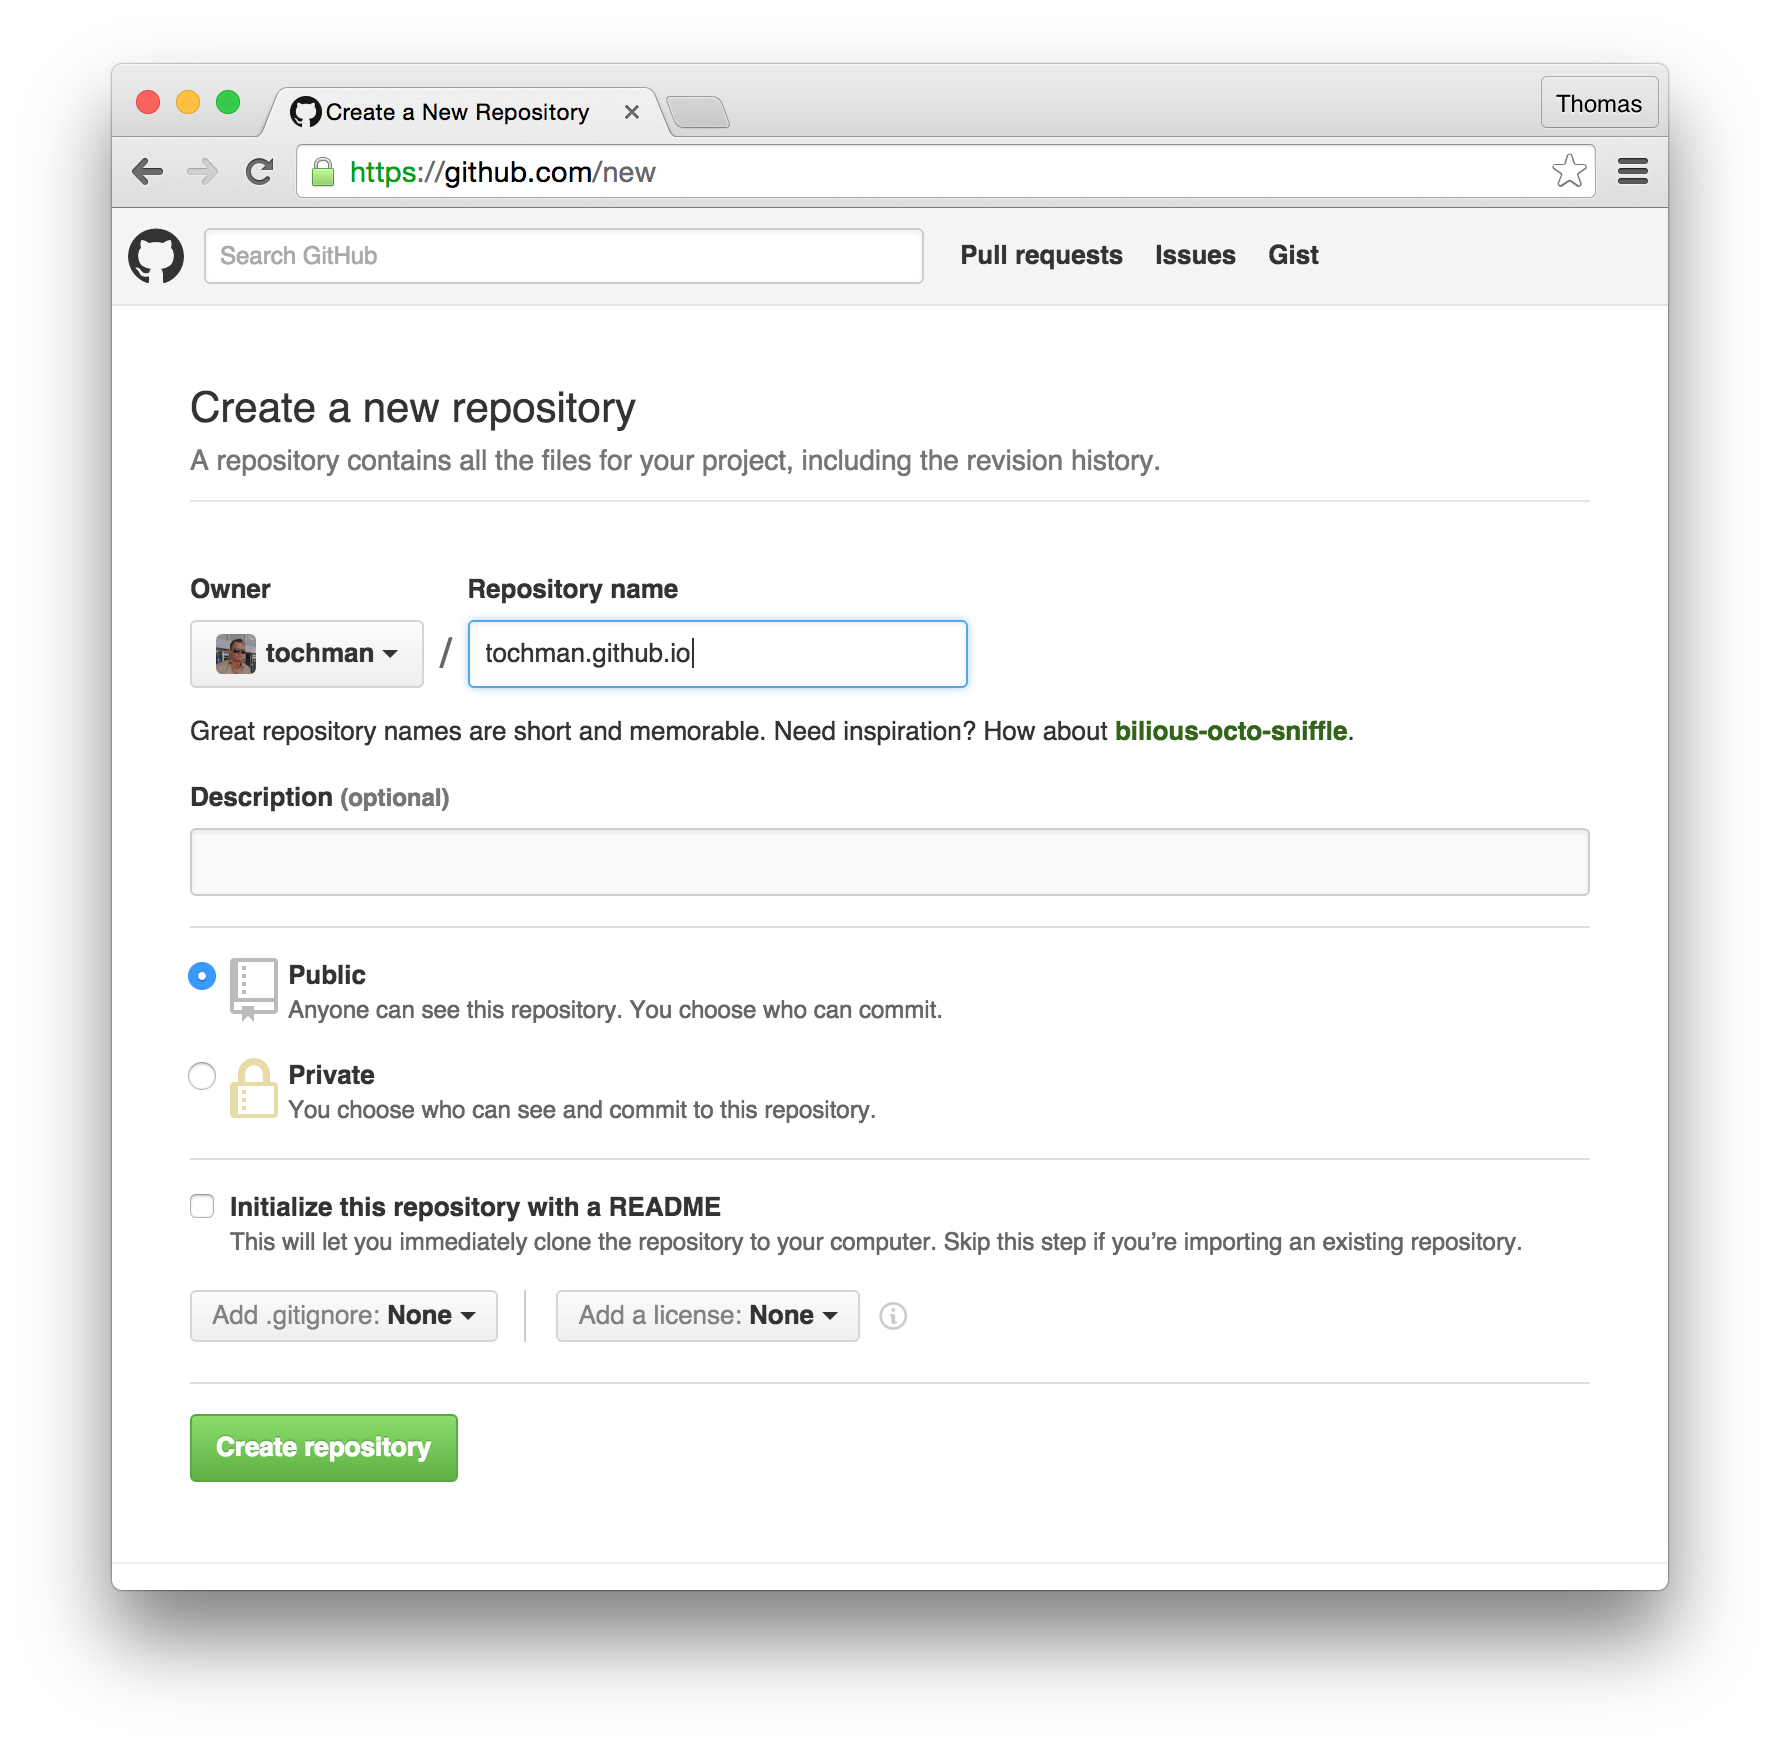 Create a New Repository
Thomas
https://github.com/new
Search GitHub
Pull requests Issues Gist
Create a new repository
A repository contains all the files for your project, including the revision history.
Owner Repository name
tochman / tochman.github.io
Great repository names are short and memorable. Need inspiration? How about bilious-octo-sniffle.
Description (optional)
Public
Anyone can see this repository. You choose who can commit.
Private
You choose who can see and commit to this repository.
Initialize this repository with a README
This will let you immediately clone the repository to your computer. Skip this step if you’re importing an existing repository.
Add .gitignore: None Add a license: None
Create repository